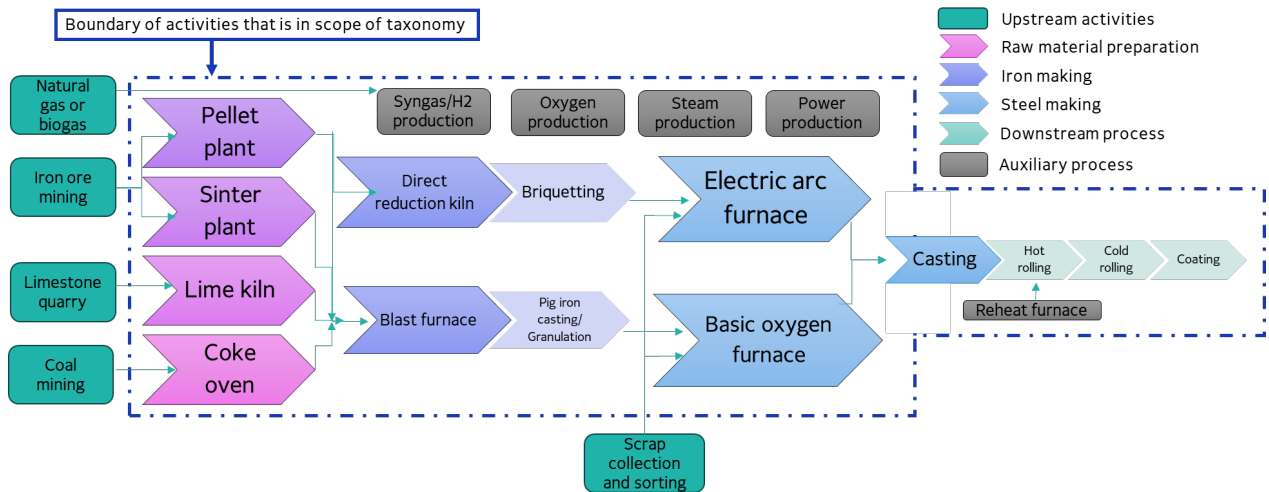 Boundary of activities that is in scope of taxonomy
Upstream activities
Raw material preparation
Iron making
Steel making
Downstream process
Auxiliary process
Natural
gas or
biogas
Iron ore
mining
Limestone
quarry
Coal
mining
Pellet
plant
Sinter
plant
Lime kiln
Coke
oven
Syngas/H2
production
Oxygen
production
Steam
production
Power
production
Direct
reduction kiln
Briquetting
Blast furnace
Pig iron
casting/
Granulation
Electric arc
furnace
Basic oxygen
furnace
Casting
Hot
rolling
Cold
rolling
Coating
Reheat furnace
Scrap
collection
and sorting